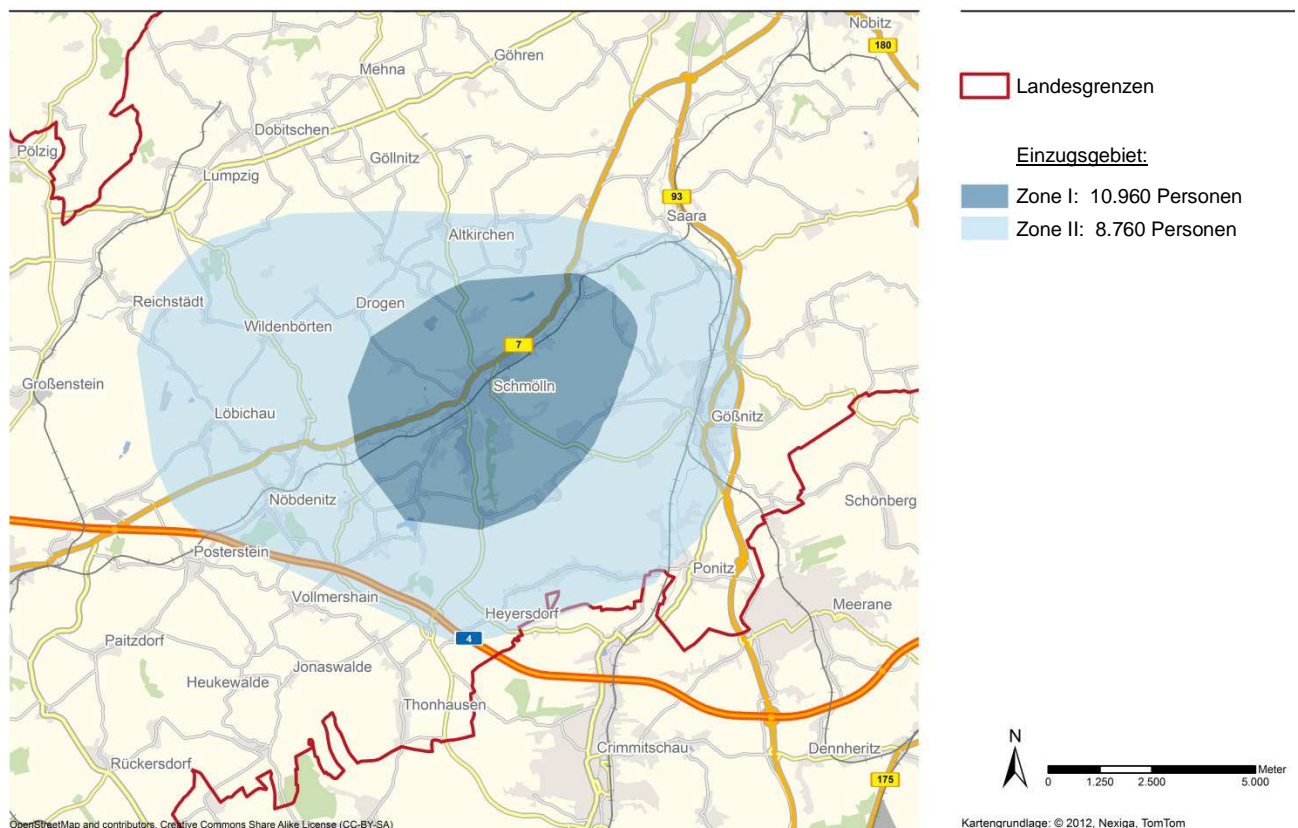 Nobitz
180
Göhren
Mehna
Dobitschen
Göllnitz
Pölzig
Lumpzig
93
Saara
Altkirchen
Reichstädt
Drogen
Wildenbörten
7
Großenstein
Schmölln
Löbichau
Gößnitz
Nöbdenitz
Schönberg
Posterstein
Ponitz
Vollmershain
Heyersdorf
Meerane
4
Paitzdorf
Jonaswalde
Heukewalde
Thonhausen
Crimmitschau
Dennheritz
Rückersdorf
175
OpenStreetMap and contributors, Creative Commons Share Alike License (CC-BY-SA)
Landesgrenzen
Einzugsgebiet:
Zone I: 10.960 Personen
Zone II: 8.760 Personen
N
Meter
0 1.250 2.500 5.000
Kartengrundlage: © 2012, Nexiga, TomTom